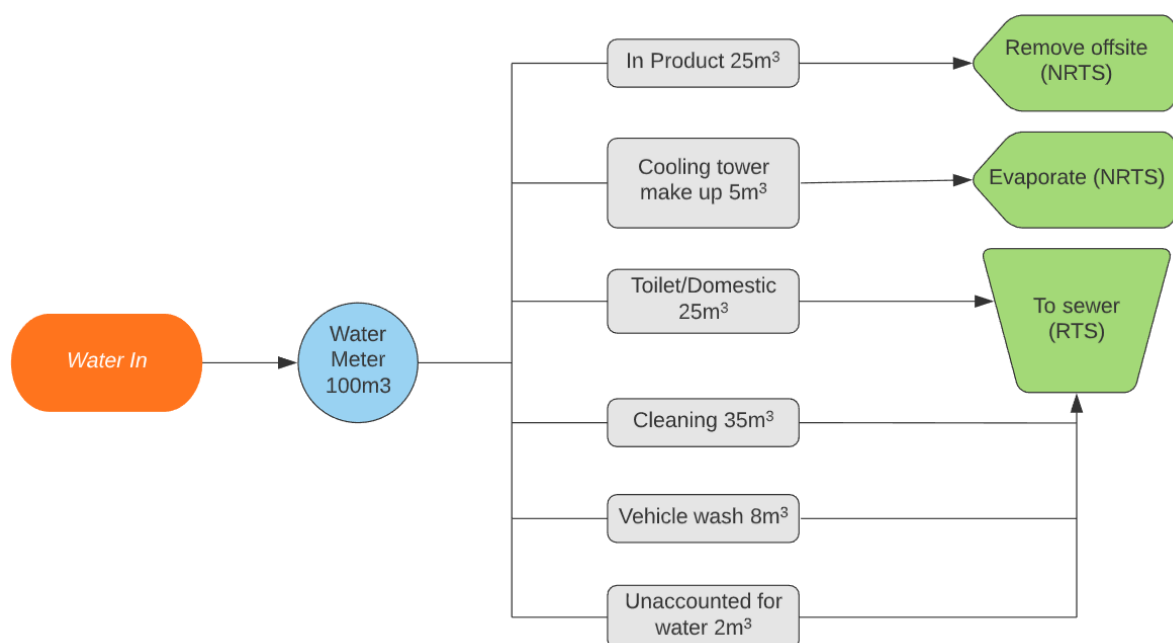 Water In
Water
Meter
100m3
In Product 25m³
Remove offsite
(NRTS)
Cooling tower
make up 5m³
Evaporate (NRTS)
Toilet/Domestic
25m³
To sewer
(RTS)
Cleaning 35m³
Vehicle wash 8m³
Unaccounted for
water 2m³